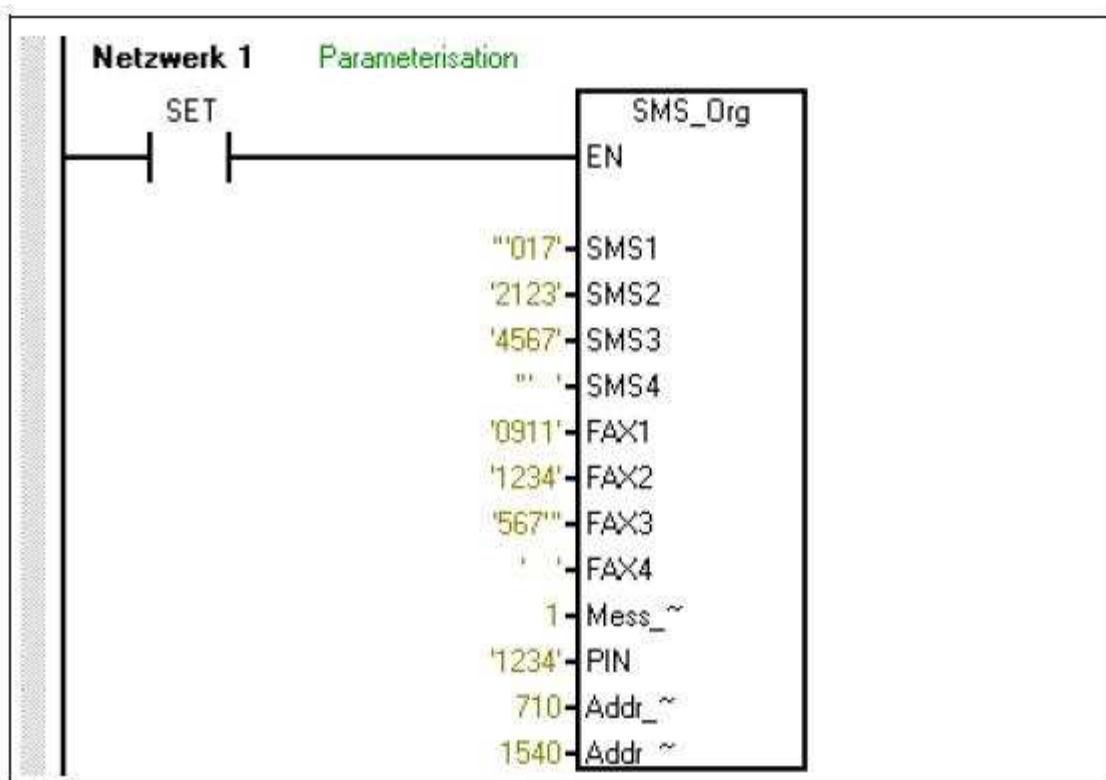 Netzwerk 1 Parameterisation
SET
SMS_Org
EN
"'017' SMS1
'2123' SMS2
'4567' SMS3
"' ' SMS4
'0911' FAX1
'1234' FAX2
'567'" FAX3
' ' FAX4
1 Mess_~
'1234' PIN
710 Addr_~
1540 Addr_~